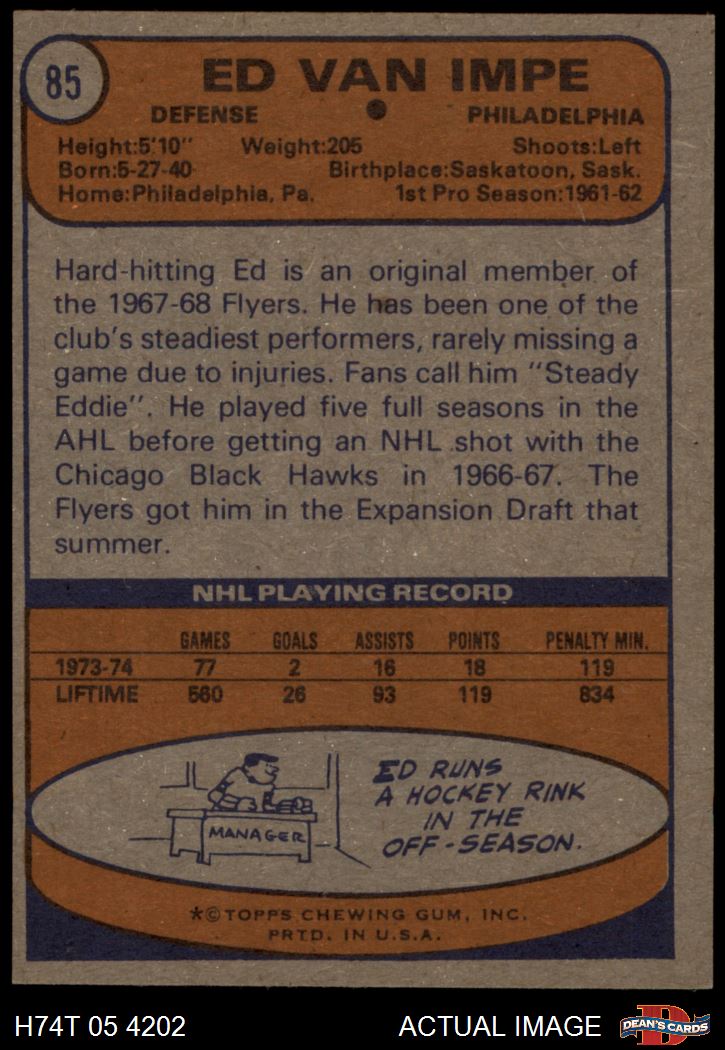 85
ED VAN IMPE
DEFENSE
PHILADELPHIA
Height:5'10" Weight:205 Shoots:Left
Born:5-27-40 Birthplace:Saskatoon, Sask.
Home:Philadelphia, Pa. 1st Pro Season:1961-62
Hard-hitting Ed is an original member of
the 1967-68 Flyers. He has been one of the
club's steadiest performers, rarely missing a
game due to injuries. Fans call him "Steady
Eddie". He played five full seasons in the
AHL before getting an NHL shot with the
Chicago Black Hawks in 1966-67. The
Flyers got him in the Expansion Draft that
summer.
NHL PLAYING RECORD
GAMES GOALS ASSISTS POINTS PENALTY MIN.
1973-74 77 2 16 18 119
LIFTIME 560 26 93 119 834
MANAGER
ED RUNS
A HOCKEY RINK
IN THE
OFF-SEASON.
*©TOPPS CHEWING GUM, INC.
PRTD. IN U.S.A.
H74T 05 4202 ACTUAL IMAGE
D
DEAN'S CARDS